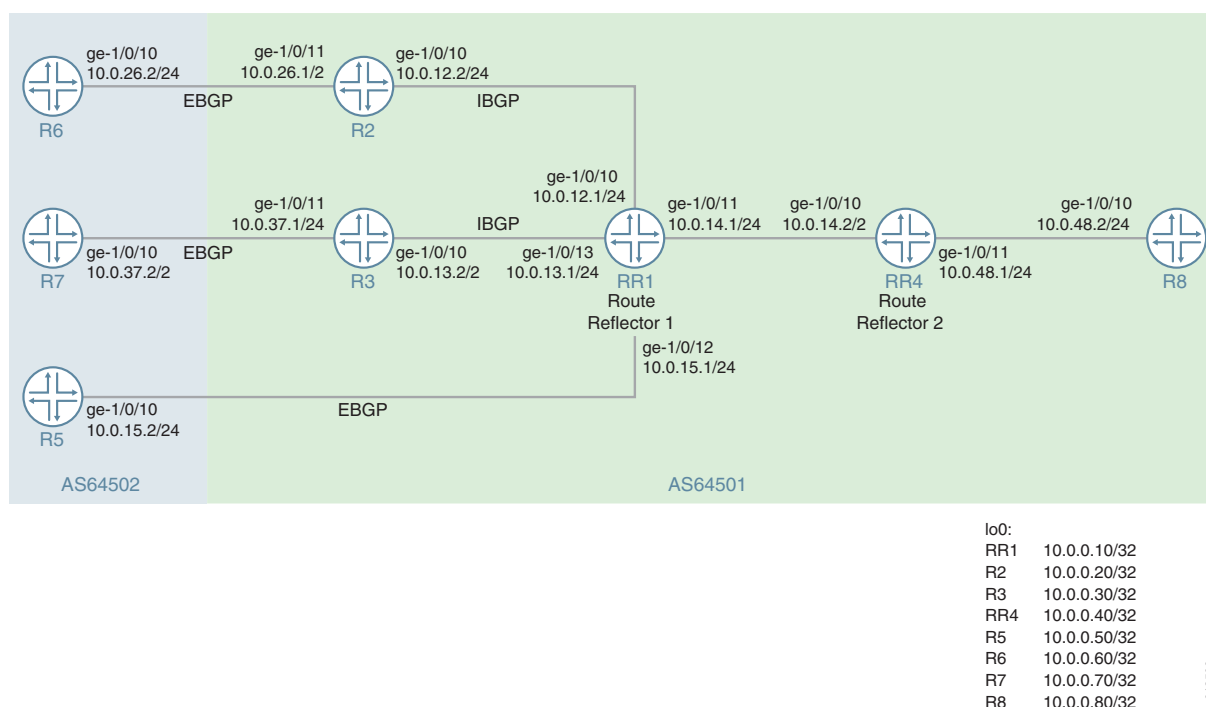 ge-1/0/10
10.0.26.2/24
ge-1/0/11
10.0.26.1/2
ge-1/0/10
10.0.12.2/24
EBGP
IBGP
R6
R2
ge-1/0/10
10.0.12.1/24
ge-1/0/11
10.0.37.1/24
IBGP
ge-1/0/11
10.0.14.1/24
ge-1/0/10
10.0.14.2/2
ge-1/0/10
10.0.48.2/24
ge-1/0/10
10.0.37.2/2
EBGP
ge-1/0/10
10.0.13.2/2
ge-1/0/13
10.0.13.1/24
ge-1/0/11
10.0.48.1/24
R7
R3
RR1
Route
Reflector 1
RR4
Route
Reflector 2
R8
ge-1/0/12
10.0.15.1/24
ge-1/0/10
10.0.15.2/24
EBGP
R5
AS64502
AS64501
lo0:
RR1 10.0.0.10/32
R2 10.0.0.20/32
R3 10.0.0.30/32
RR4 10.0.0.40/32
R5 10.0.0.50/32
R6 10.0.0.60/32
R7 10.0.0.70/32
R8 10.0.0.80/32